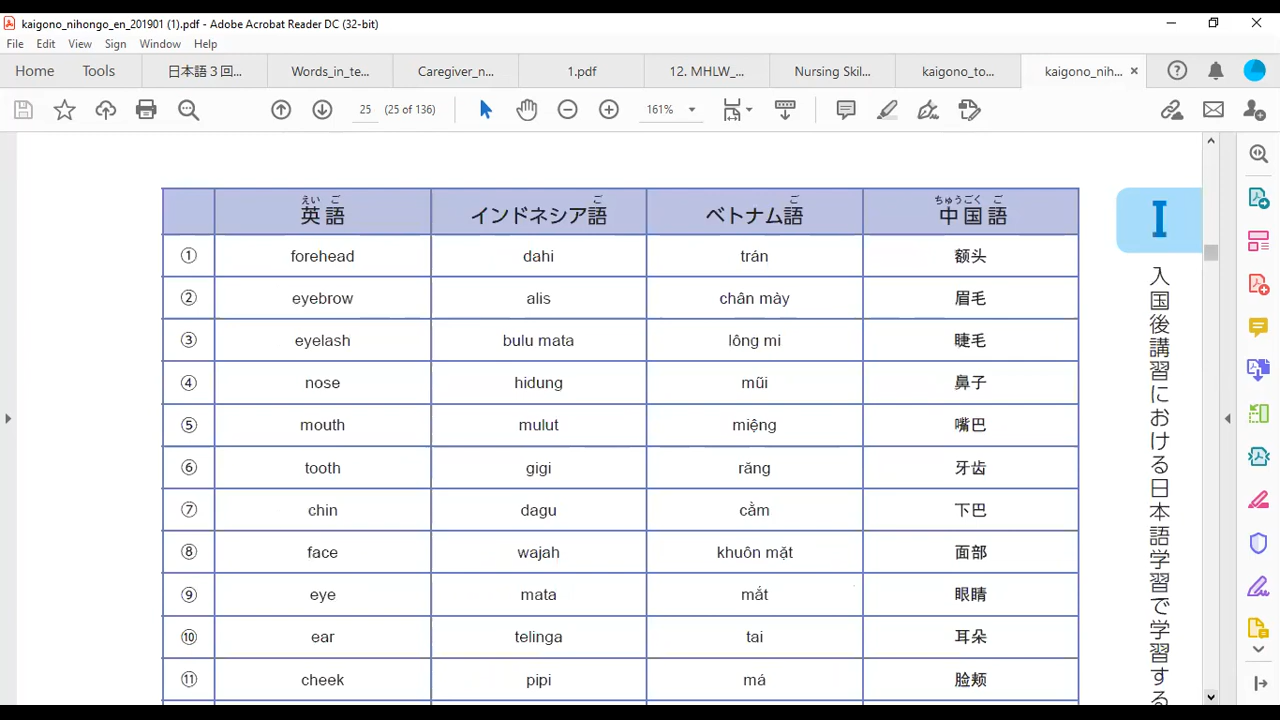 kaigono_nihongo_en_201901 (1).pdf - Adobe Acrobat Reader DC (32-bit)
File Edit View Sign Window Help
Home Tools 日本語３回... Words_in_te... Caregiver_n... 1.pdf 12. MHLW_... Nursing Skil... kaigono_to... kaigono_nih... ×
25 (25 of 136) 161%
えいご ご ご ちゅうごくご
英語 インドネシア語 ベトナム語 中国語
① forehead dahi trán 额头
② eyebrow alis chân mày 眉毛
③ eyelash bulu mata lông mi 睫毛
④ nose hidung mũi 鼻子
⑤ mouth mulut miệng 嘴巴
⑥ tooth gigi răng 牙齿
⑦ chin dagu cằm 下巴
⑧ face wajah khuôn mặt 面部
⑨ eye mata mắt 眼睛
⑩ ear telinga tai 耳朵
⑪ cheek pipi má 脸颊
I
入国後講習における日本語学習で学習する